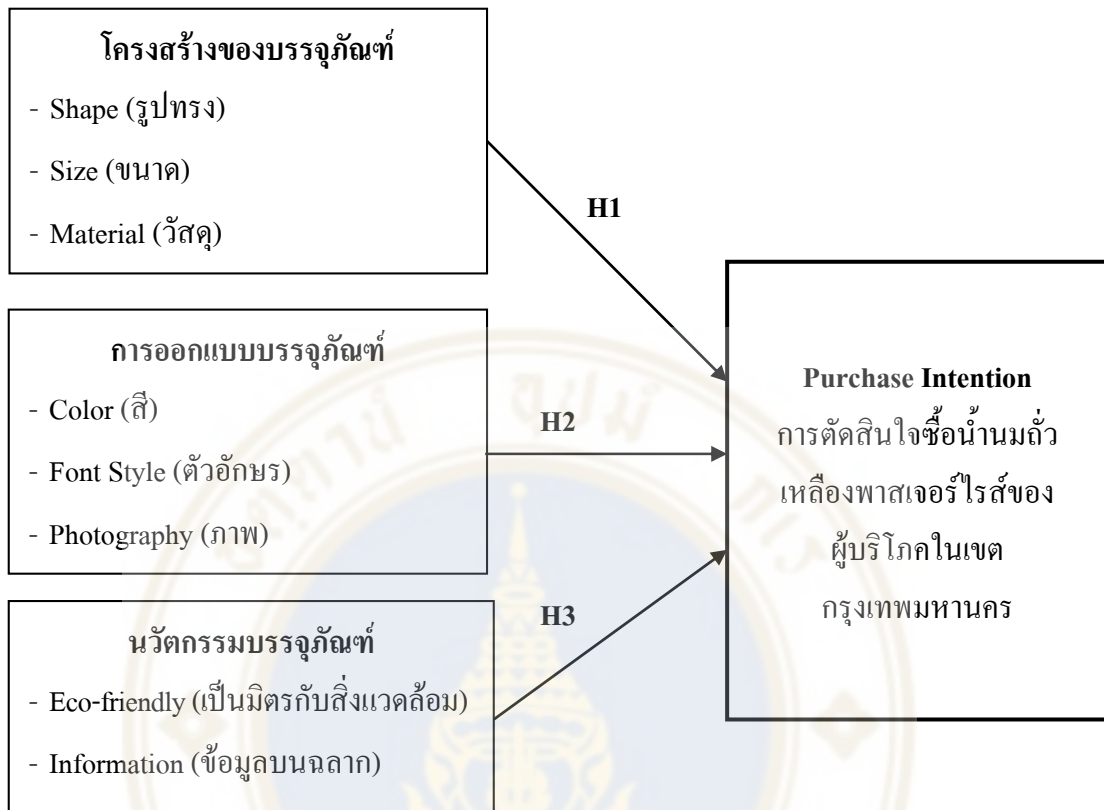 โครงสร้างของบรรจุภัณฑ์
- Shape (รูปทรง)
- Size (ขนาด)
- Material (วัสดุ)
H1
การออกแบบบรรจุภัณฑ์
- Color (สี)
- Font Style (ตัวอักษร)
- Photography (ภาพ)
H2
นวัตกรรมบรรจุภัณฑ์
- Eco-friendly (เป็นมิตรกับสิ่งแวดล้อม)
- Information (ข้อมูลบนฉลาก)
H3
Purchase Intention
การตัดสินใจซื้อน้ำนมถั่ว
เหลืองพาสเจอร์ไรส์ของ
ผู้บริโภคในเขต
กรุงเทพมหานคร